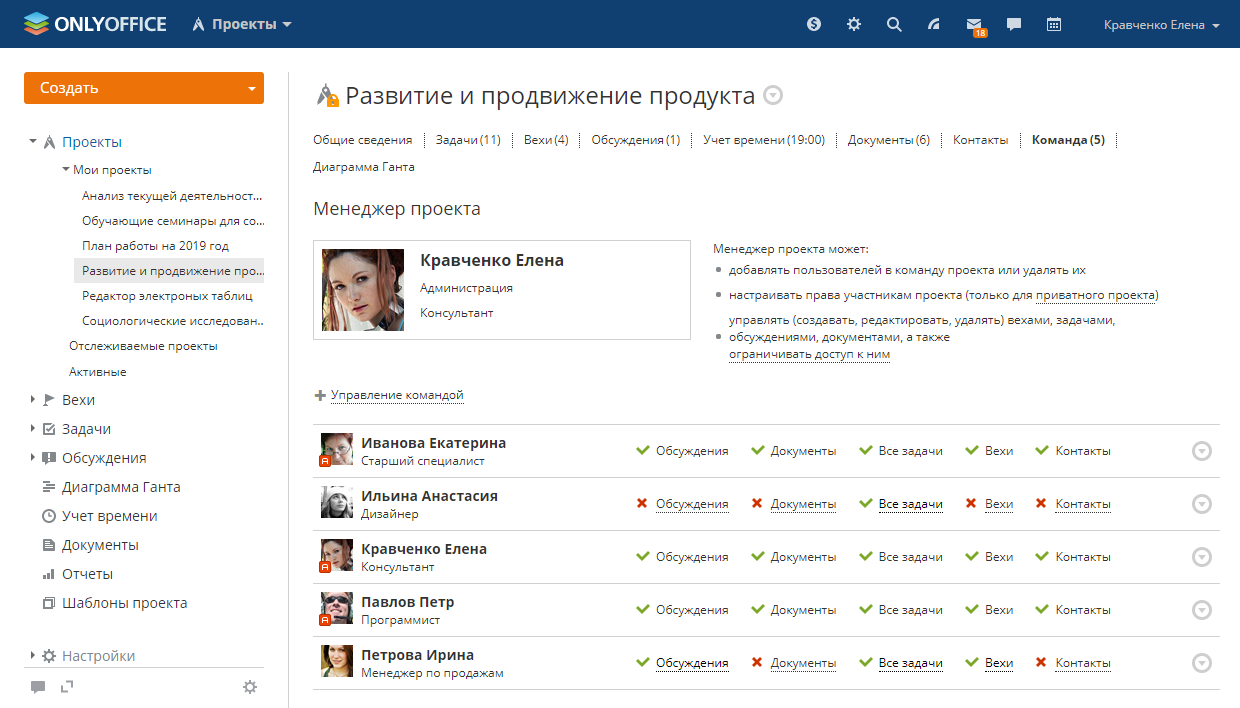 ONLYOFFICE
Проекты
18
Кравченко Елена
Создать
Проекты
Мои проекты
Анализ текущей деятельност...
Обучающие семинары для со...
План работы на 2019 год
Развитие и продвижение про...
Редактор электроных таблиц
Социологические исследован...
Отслеживаемые проекты
Активные
Вехи
Задачи
Обсуждения
Диаграмма Ганта
Учет времени
Документы
Отчеты
Шаблоны проекта
Настройки
Развитие и продвижение продукта
Общие сведения Задачи (11) Вехи (4) Обсуждения (1) Учет времени (19:00) Документы (6) Контакты Команда (5)
Диаграмма Ганта
Менеджер проекта
Кравченко Елена
Администрация
Консультант
Менеджер проекта может:
добавлять пользователей в команду проекта или удалять их
настраивать права участникам проекта (только для приватного проекта)
управлять (создавать, редактировать, удалять) вехами, задачами,
обсуждениями, документами, а также
ограничивать доступ к ним
Управление командой
Иванова Екатерина
Старший специалист
Обсуждения Документы Все задачи Вехи Контакты
Ильина Анастасия
Дизайнер
Обсуждения Документы Все задачи Вехи Контакты
Кравченко Елена
Консультант
Обсуждения Документы Все задачи Вехи Контакты
Павлов Петр
Программист
Обсуждения Документы Все задачи Вехи Контакты
Петрова Ирина
Менеджер по продажам
Обсуждения Документы Все задачи Вехи Контакты